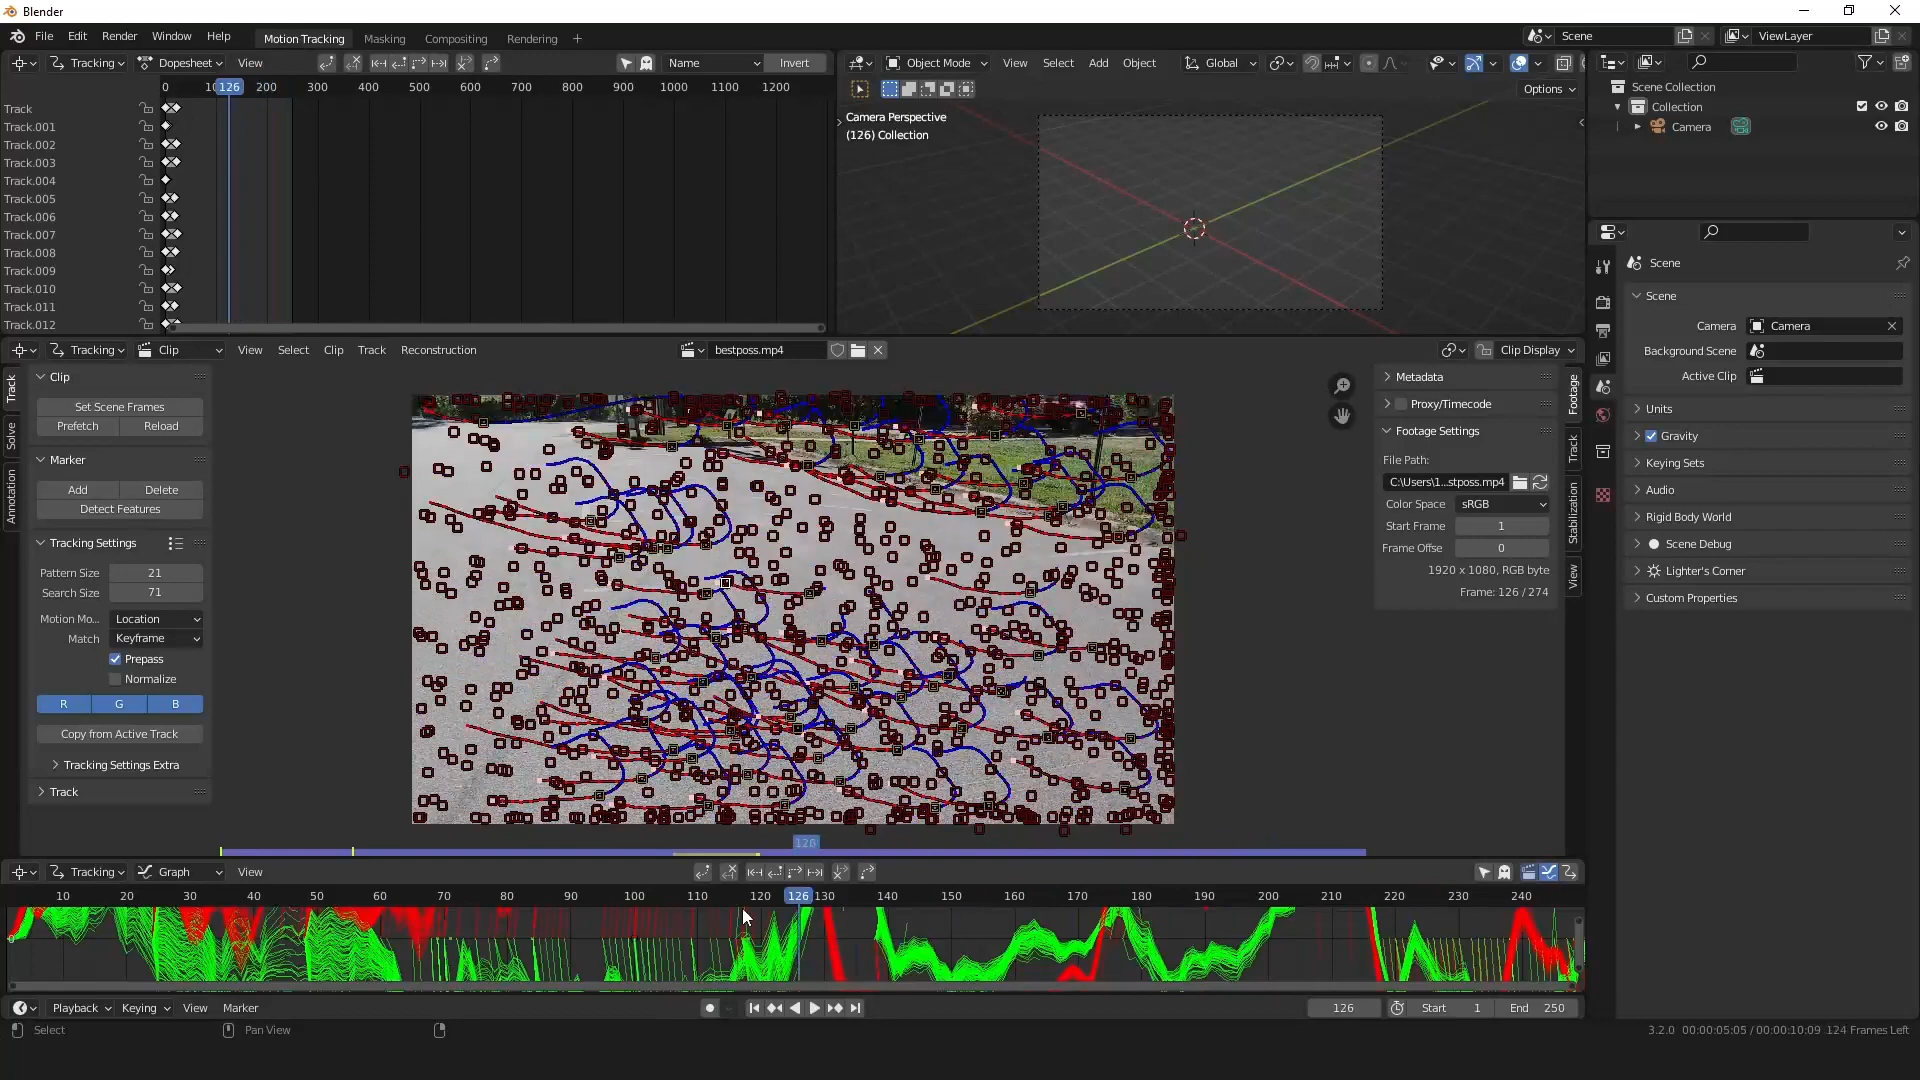 Blender
File Edit Render Window Help Motion Tracking Masking Compositing Rendering + Scene ViewLayer
Tracking Dopesheet View Name Invert Object Mode View Select Add Object Global
0 126 200 300 400 500 600 700 800 900 1000 1100 1200 Options
Track
Track.001
Track.002
Track.003
Track.004
Track.005
Track.006
Track.007
Track.008
Track.009
Track.010
Track.011
Track.012
Camera Perspective
(126) Collection
Scene Collection
Collection
Camera
Scene
Scene
Camera Camera
Background Scene
Active Clip
Units
Gravity
Keying Sets
Audio
Rigid Body World
Scene Debug
Lighter's Corner
Custom Properties
Tracking Clip View Select Clip Track Reconstruction bestposs.mp4 Clip Display
Track
Solve
Annotation
Clip
Set Scene Frames
Prefetch Reload
Marker
Add Delete
Detect Features
Tracking Settings
Pattern Size 21
Search Size 71
Motion Mo... Location
Match Keyframe
Prepass
Normalize
R G B
Copy from Active Track
Tracking Settings Extra
Track
Metadata
Proxy/Timecode
Footage Settings
File Path:
C:\Users\1...stposs.mp4
Color Space sRGB
Start Frame 1
Frame Offse 0
1920 x 1080, RGB byte
Frame: 126 / 274
Footage
Track
Stabilization
View
126
Tracking Graph View
10 20 30 40 50 60 70 80 90 100 110 120 126 130 140 150 160 170 180 190 200 210 220 230 240
Playback Keying View Marker 126 Start 1 End 250
Select Pan View 3.2.0 00:00:05:05 / 00:00:10:09 124 Frames Left